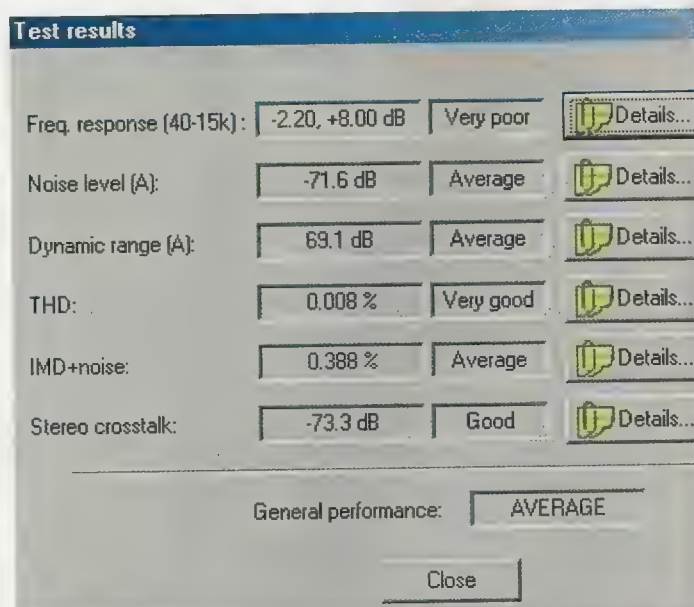 Test results
Freq. response (40-15k): -2.20, +8.00 dB Very poor Details...
Noise level (A): -71.6 dB Average Details...
Dynamic range (A): 69.1 dB Average Details...
THD: 0.008 % Very good Details...
IMD+noise: 0.388 % Average Details...
Stereo crosstalk: -73.3 dB Good Details...
General performance: AVERAGE
Close